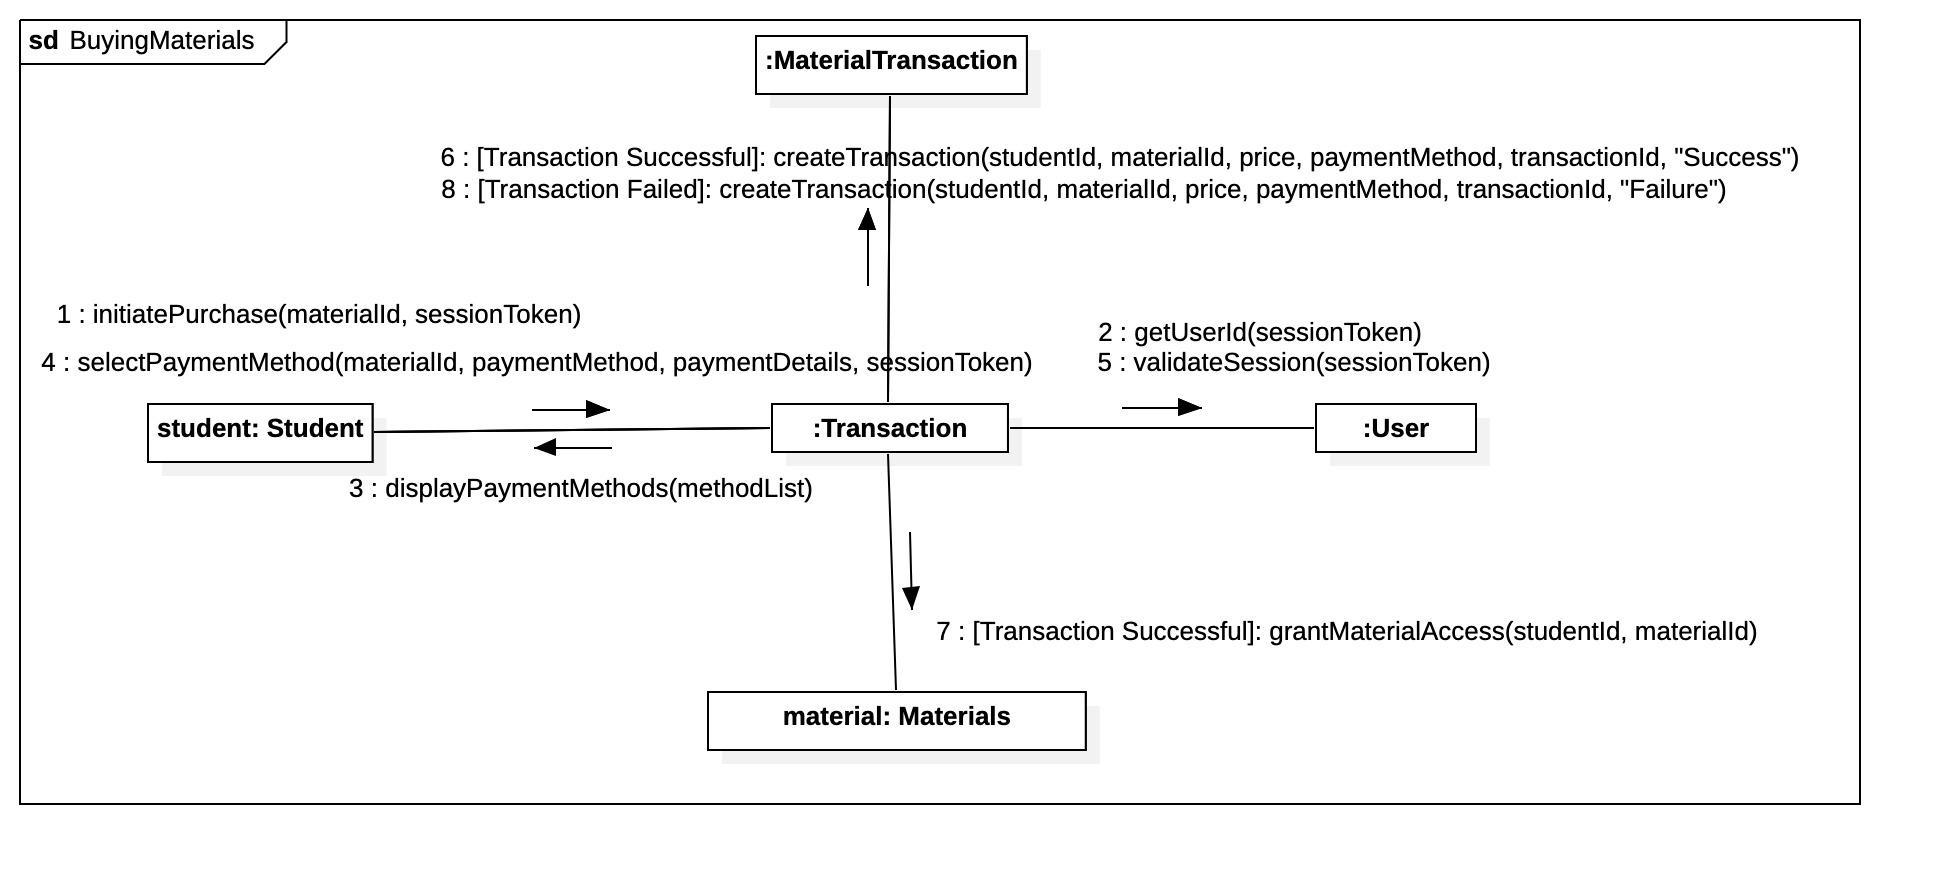 sd BuyingMaterials
:MaterialTransaction
6 : [Transaction Successful]: createTransaction(studentId, materialId, price, paymentMethod, transactionId, "Success")
8 : [Transaction Failed]: createTransaction(studentId, materialId, price, paymentMethod, transactionId, "Failure")
1 : initiatePurchase(materialId, sessionToken)
2 : getUserId(sessionToken)
4 : selectPaymentMethod(materialId, paymentMethod, paymentDetails, sessionToken)
5 : validateSession(sessionToken)
student: Student
:Transaction
:User
3 : displayPaymentMethods(methodList)
7 : [Transaction Successful]: grantMaterialAccess(studentId, materialId)
material: Materials